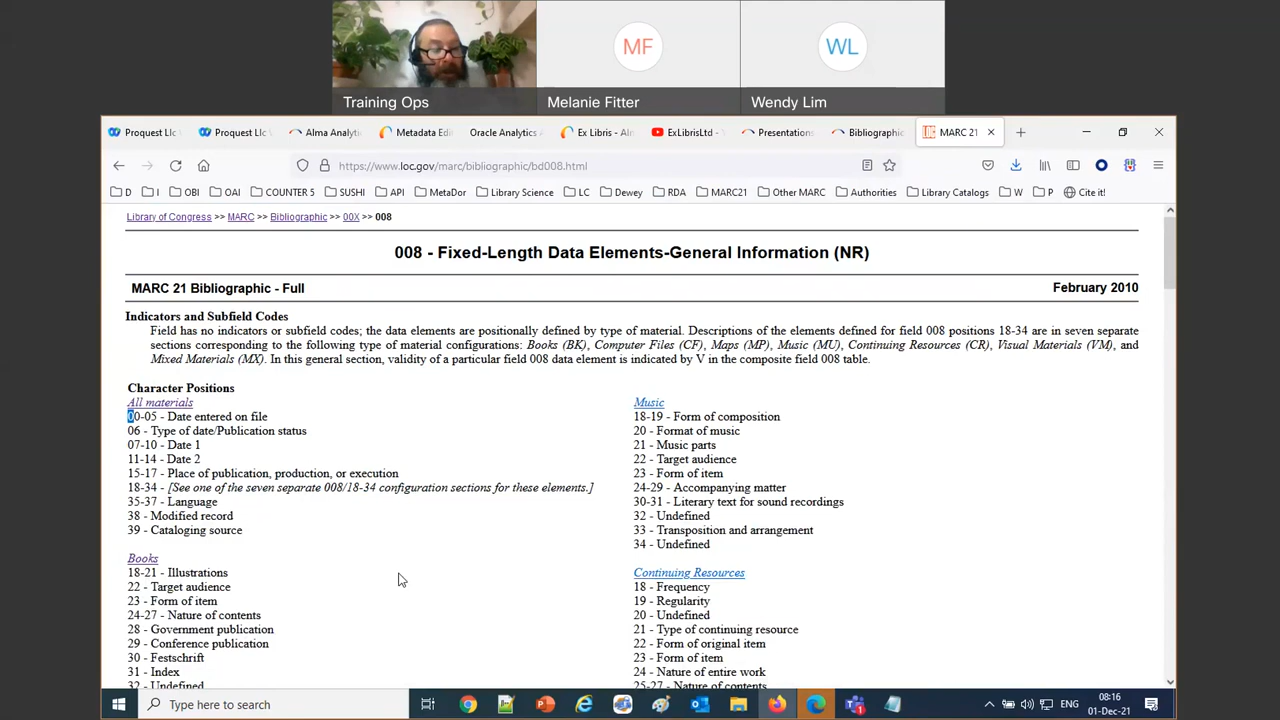 MF
WL
Training Ops
Melanie Fitter
Wendy Lim
Proquest Llc
Proquest Llc
Alma Analyti
Metadata Edi
Oracle Analytics
Ex Libris - Al
ExLibrisLtd -
Presentations
Bibliographic
MARC 21
https://www.loc.gov/marc/bibliographic/bd008.html
D
I
OBI
OAI
COUNTER 5
SUSHI
API
MetaDor
Library Science
LC
Dewey
RDA
MARC21
Other MARC
Authorities
Library Catalogs
W
P
Cite it!
Library of Congress >> MARC >> Bibliographic >> 00X >> 008
008 - Fixed-Length Data Elements-General Information (NR)
MARC 21 Bibliographic - Full
February 2010
Indicators and Subfield Codes
Field has no indicators or subfield codes; the data elements are positionally defined by type of material. Descriptions of the elements defined for field 008 positions 18-34 are in seven separate
sections corresponding to the following type of material configurations: Books (BK), Computer Files (CF), Maps (MP), Music (MU), Continuing Resources (CR), Visual Materials (VM), and
Mixed Materials (MX). In this general section, validity of a particular field 008 data element is indicated by V in the composite field 008 table.
Character Positions
All materials
00-05 - Date entered on file
06 - Type of date/Publication status
07-10 - Date 1
11-14 - Date 2
15-17 - Place of publication, production, or execution
18-34 - [See one of the seven separate 008/18-34 configuration sections for these elements.]
35-37 - Language
38 - Modified record
39 - Cataloging source
Books
18-21 - Illustrations
22 - Target audience
23 - Form of item
24-27 - Nature of contents
28 - Government publication
29 - Conference publication
30 - Festschrift
31 - Index
32 - Undefined
Music
18-19 - Form of composition
20 - Format of music
21 - Music parts
22 - Target audience
23 - Form of item
24-29 - Accompanying matter
30-31 - Literary text for sound recordings
32 - Undefined
33 - Transposition and arrangement
34 - Undefined
Continuing Resources
18 - Frequency
19 - Regularity
20 - Undefined
21 - Type of continuing resource
22 - Form of original item
23 - Form of item
24 - Nature of entire work
25-27 - Nature of contents
Type here to search
ENG
08:16
01-Dec-21